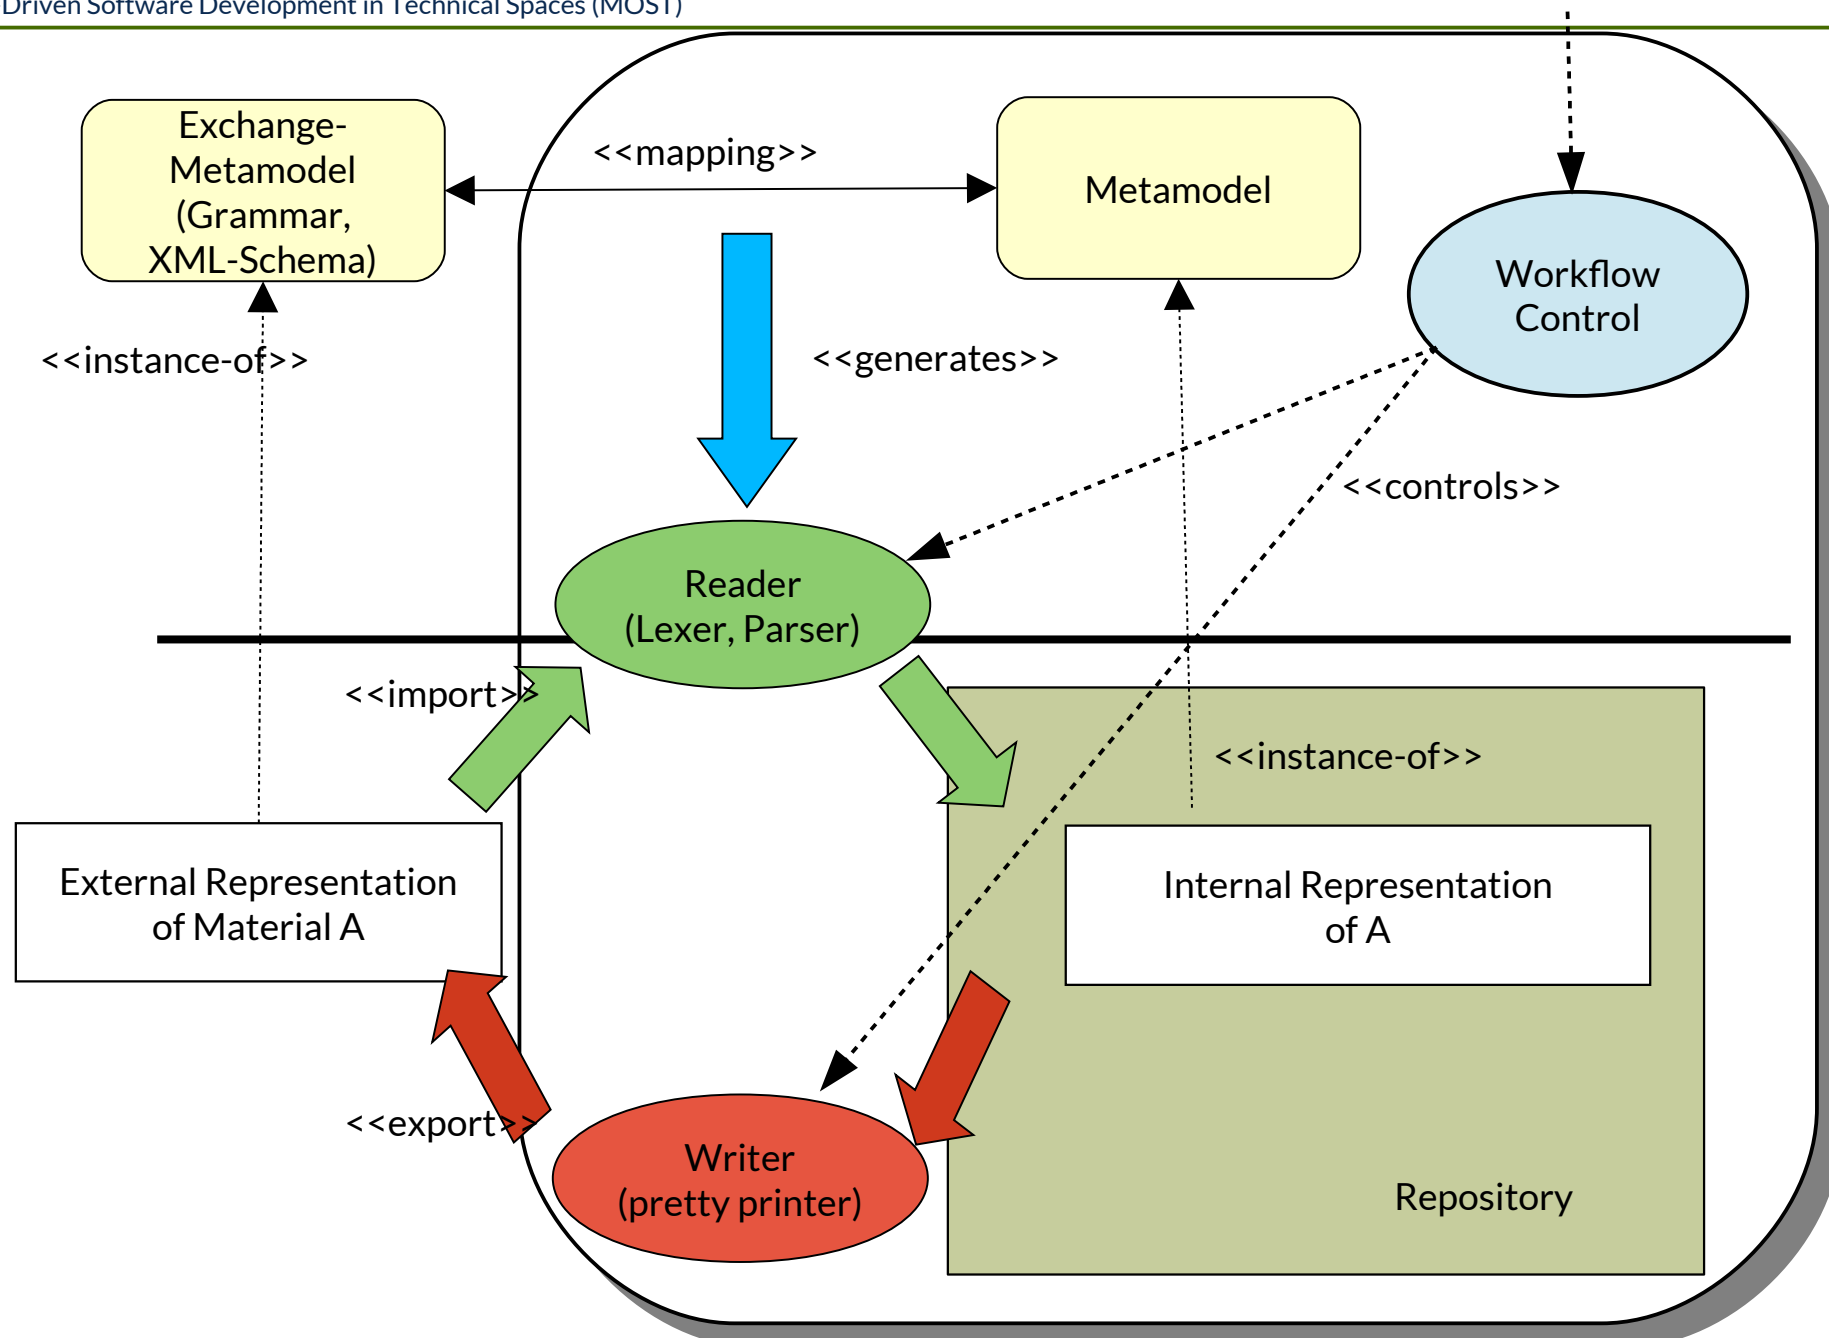 -Driven Software Development in Technical Spaces (MOST)
Exchange-
Metamodel
(Grammar,
XML-Schema)
<<mapping>>
Metamodel
Workflow
Control
<<instance-of>>
<<generates>>
<<controls>>
Reader
(Lexer, Parser)
<<import>>
<<instance-of>>
External Representation
of Material A
Internal Representation
of A
<<export>>
Writer
(pretty printer)
Repository